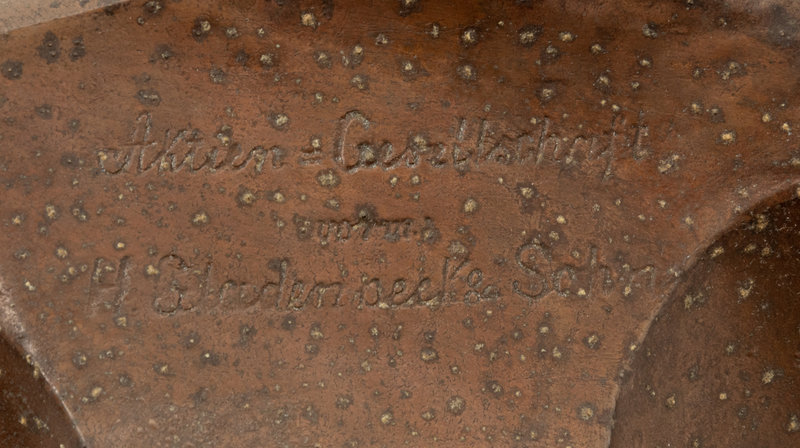 Aktien=Gesellschaft
vorm.
H Gladenbeck & Sohn